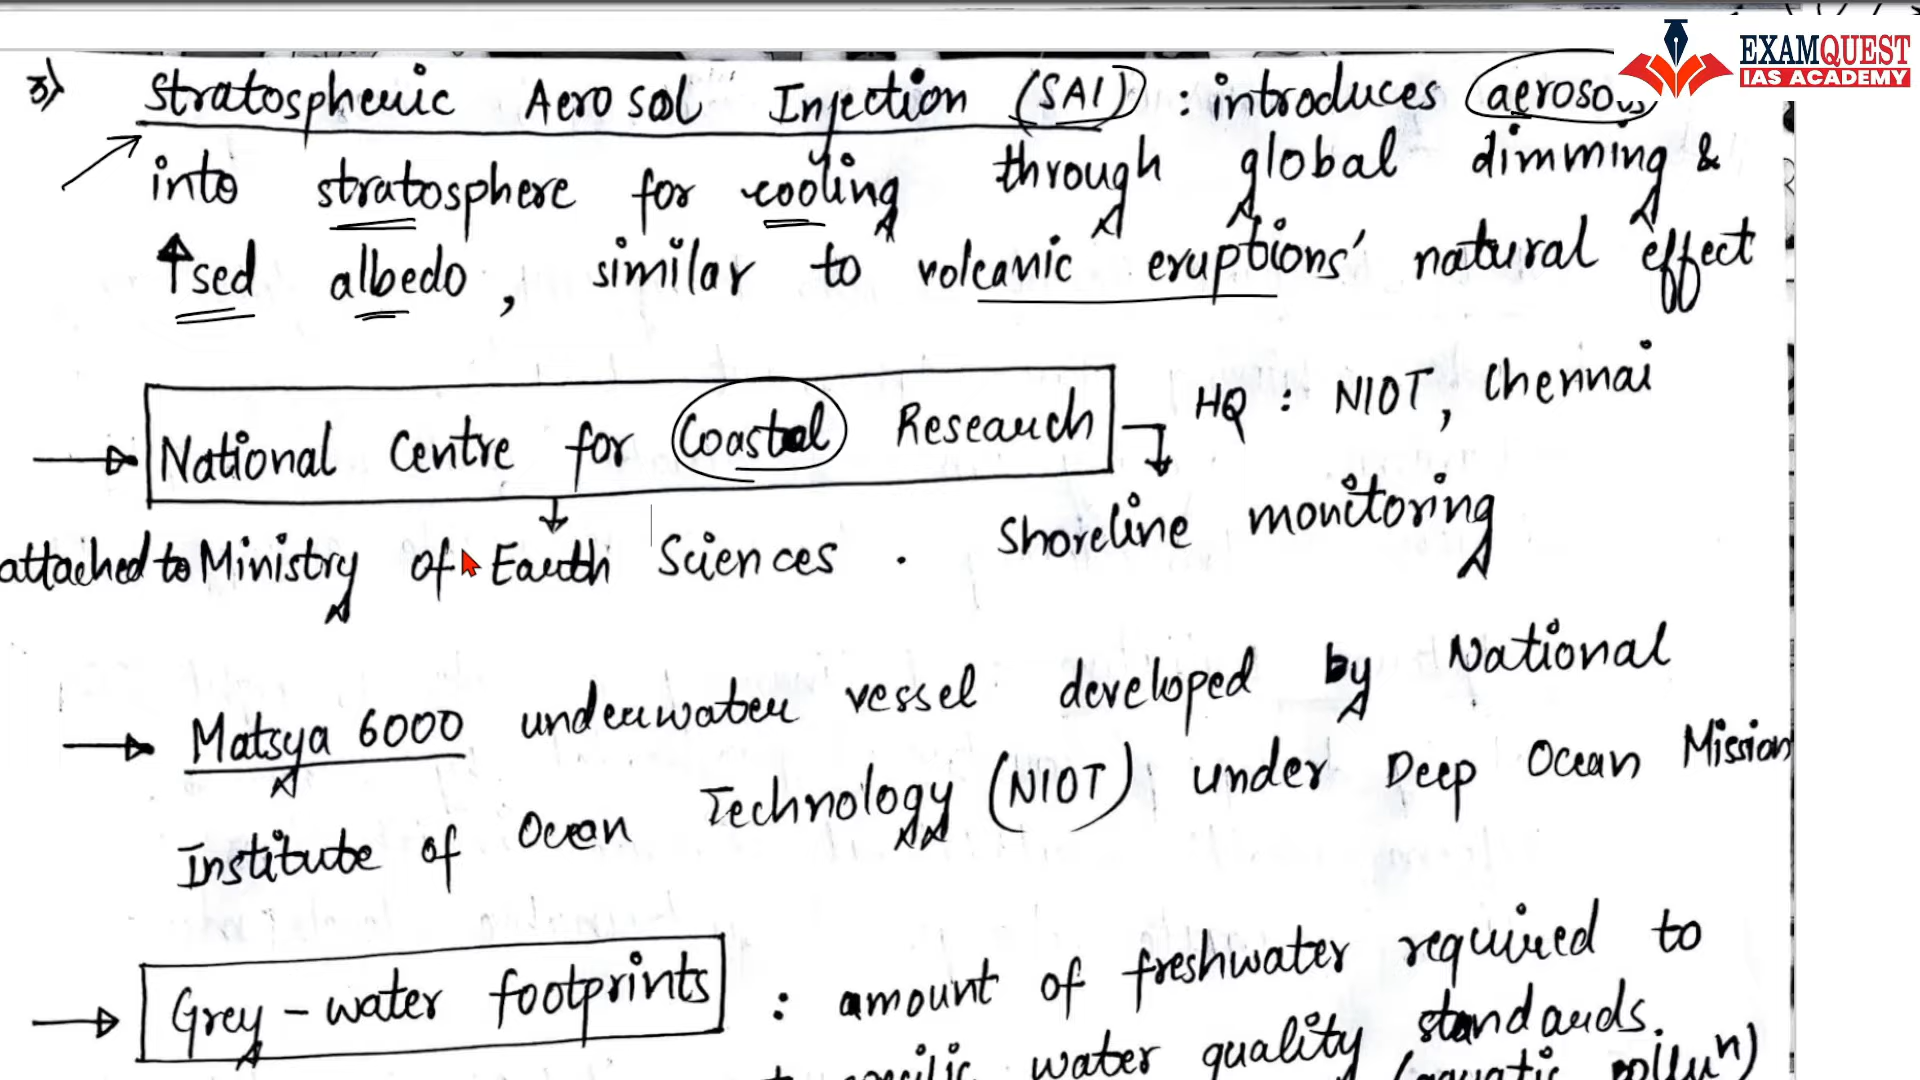 EXAMQUEST
IAS ACADEMY
3) Stratospheric Aerosol Injection (SAI) : introduces aerosols
into stratosphere for cooling through global dimming &
↑sed albedo, similar to volcanic eruptions' natural effect
→ National Centre for Coastal Research → HQ : NIOT, Chennai
Shoreline monitoring
attached to Ministry of Earth Sciences .
→ Matsya 6000 underwater vessel developed by National
Institute of Ocean Technology (NIOT) under Deep Ocean Mission
→ Grey-water footprints : amount of freshwater required to
specific water quality standards.
(aquatic pollun)